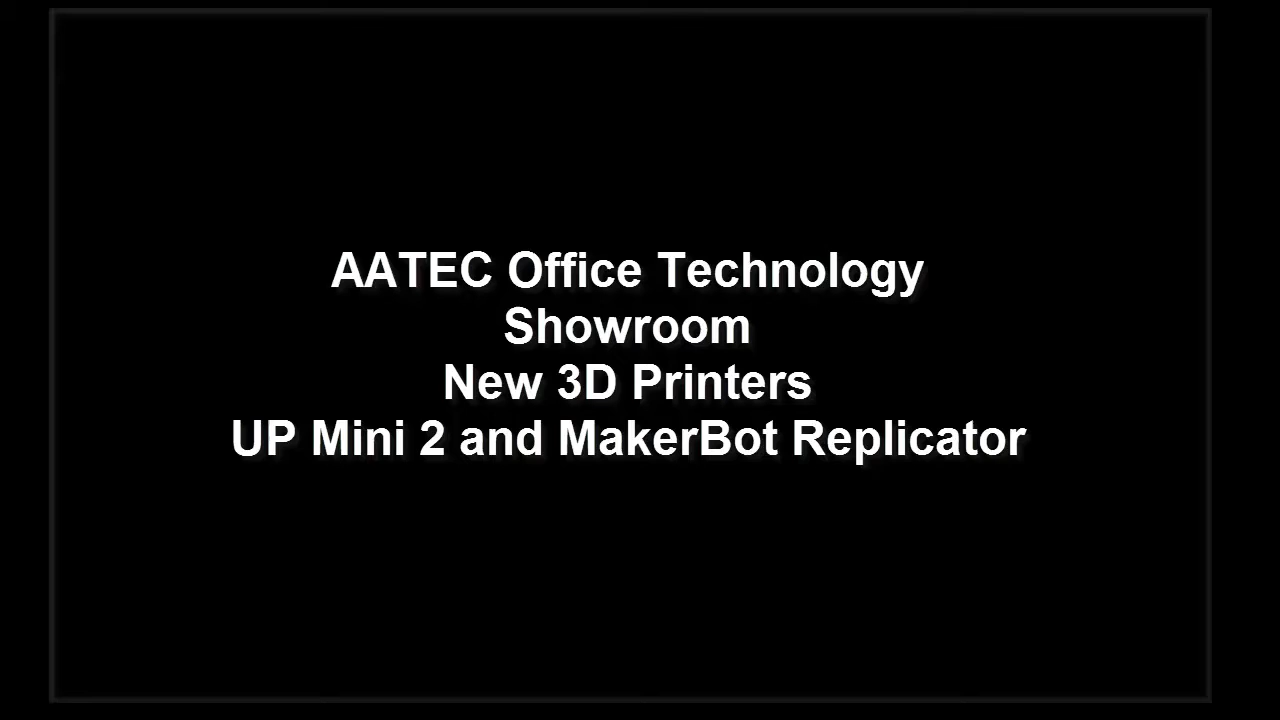 AATEC Office Technology
Showroom
New 3D Printers
UP Mini 2 and MakerBot Replicator